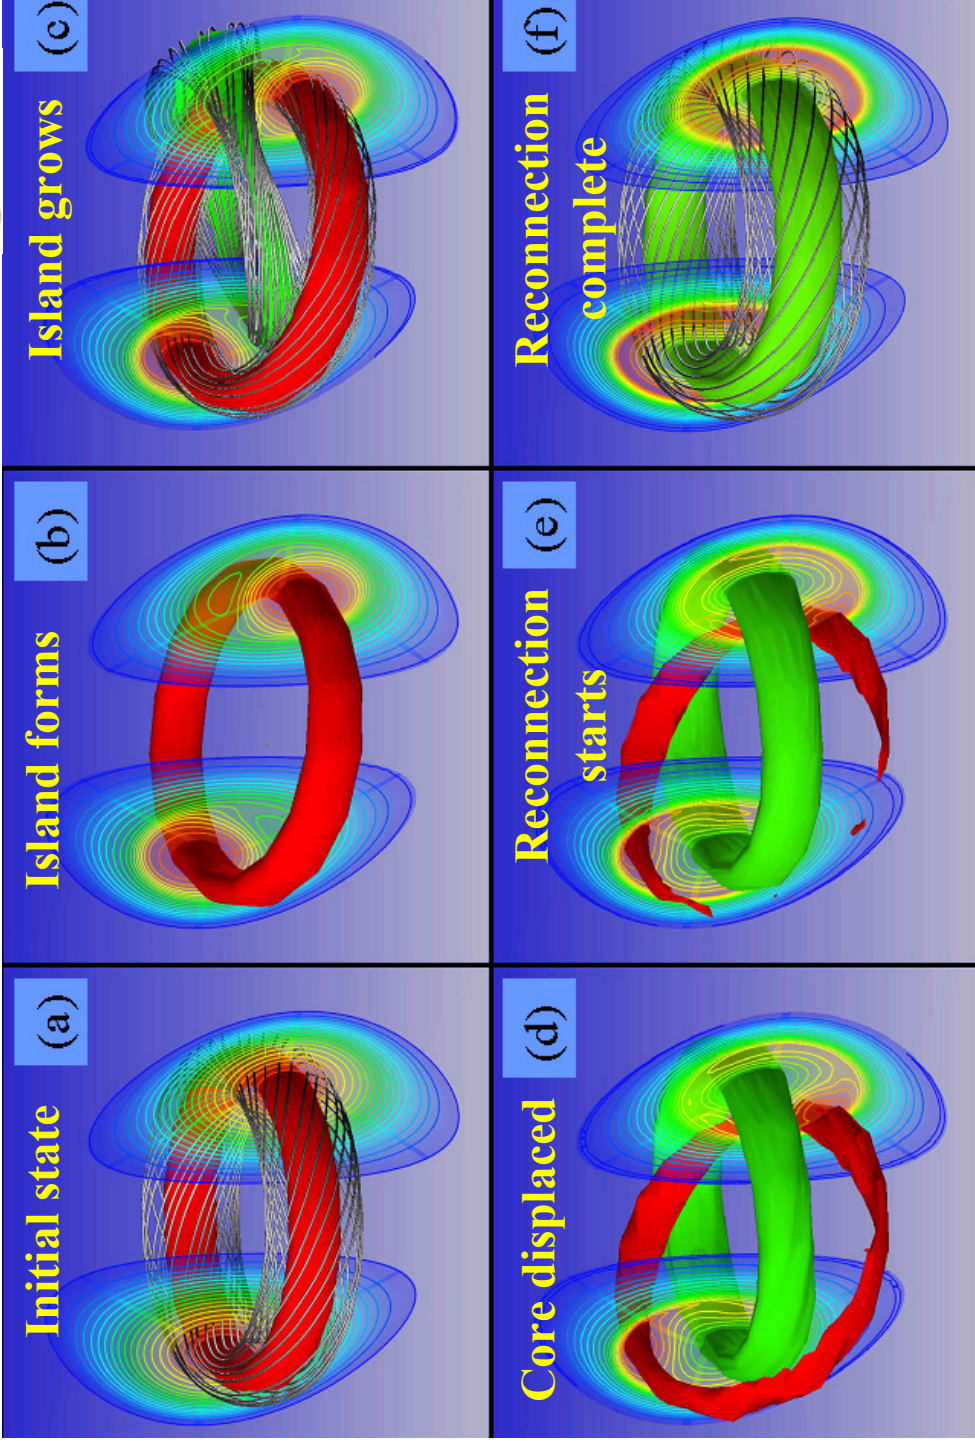 Initial state
(a)
Island forms
(b)
Island grows
(c)
Core displaced
(d)
Reconnection
starts
(e)
Reconnection
complete
(f)